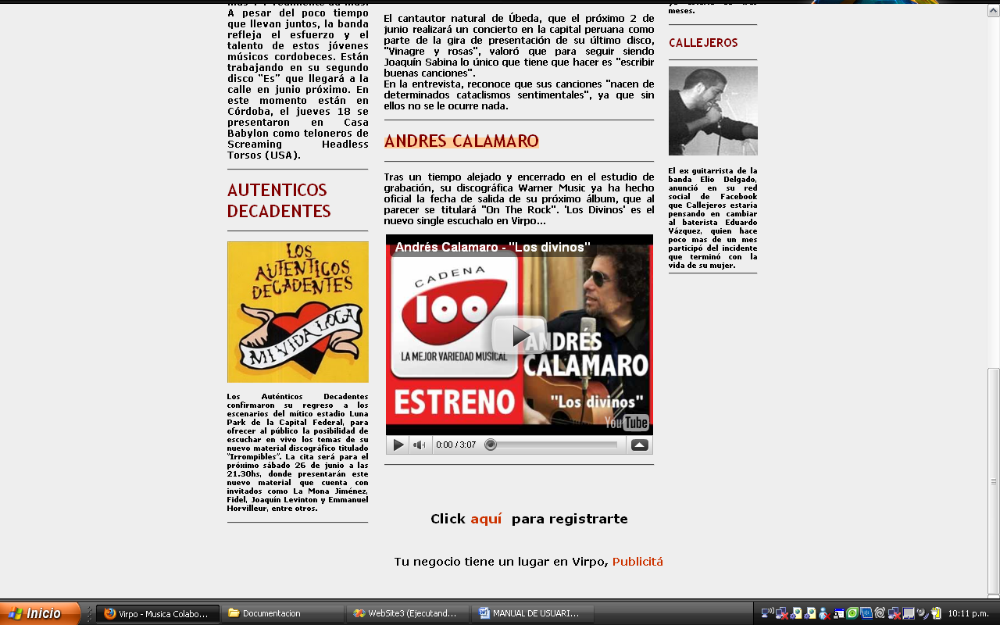 A pesar del poco tiempo
que llevan juntos, la banda
refleja el esfuerzo y el
talento de estos jóvenes
músicos cordobeces. Están
trabajando en su segundo
disco "Es" que llegará a la
calle en junio próximo. En
este momento están en
Córdoba, el jueves 18 se
presentaron en Casa
Babylon como teloneros de
Screaming Headless
Torsos (USA).
AUTENTICOS
DECADENTES
LOS
AUTENTICOS
DECADENTES
MI VIDA LOCA
Los Auténticos Decadentes
confirmaron su regreso a los
escenarios del mítico estadio Luna
Park de la Capital Federal, para
ofrecer al público la posibilidad de
escuchar en vivo los temas de su
nuevo material discográfico titulado
"Irrompibles". La cita será para el
próximo sábado 26 de junio a las
21.30hs, donde presentarán este
nuevo material que cuenta con
invitados como La Mona Jiménez,
Fidel, Joaquín Levinton y Emmanuel
Horvilleur, entre otros.
El cantautor natural de Úbeda, que el próximo 2 de
junio realizará un concierto en la capital peruana como
parte de la gira de presentación de su último disco,
"Vinagre y rosas", valoró que para seguir siendo
Joaquín Sabina lo único que tiene que hacer es "escribir
buenas canciones".
En la entrevista, reconoce que sus canciones "nacen de
determinados cataclismos sentimentales", ya que sin
ellos no se le ocurre nada.
ANDRES CALAMARO
Tras un tiempo alejado y encerrado en el estudio de
grabación, su discográfica Warner Music ya ha hecho
oficial la fecha de salida de su próximo álbum, que al
parecer se titulará "On The Rock". 'Los Divinos' es el
nuevo single escuchalo en Virpo...
Andrés Calamaro - "Los divinos"
CADENA
100
LA MEJOR VARIEDAD MUSICAL
ESTRENO
ANDRÉS
CALAMARO
"Los divinos"
YouTube
0:00 / 3:07
Click aquí para registrarte
Tu negocio tiene un lugar en Virpo, Publicitá
meses.
CALLEJEROS
El ex guitarrista de la
banda Elio Delgado,
anunció en su red
social de Facebook
que Callejeros estaría
pensando en cambiar
al baterista Eduardo
Vázquez, quien hace
poco mas de un mes
participó del incidente
que terminó con la
vida de su mujer.
Inicio
Virpo - Musica Colabo...
Documentacion
WebSite3 (Ejecutand...
MANUAL DE USUARI...
10:11 p.m.